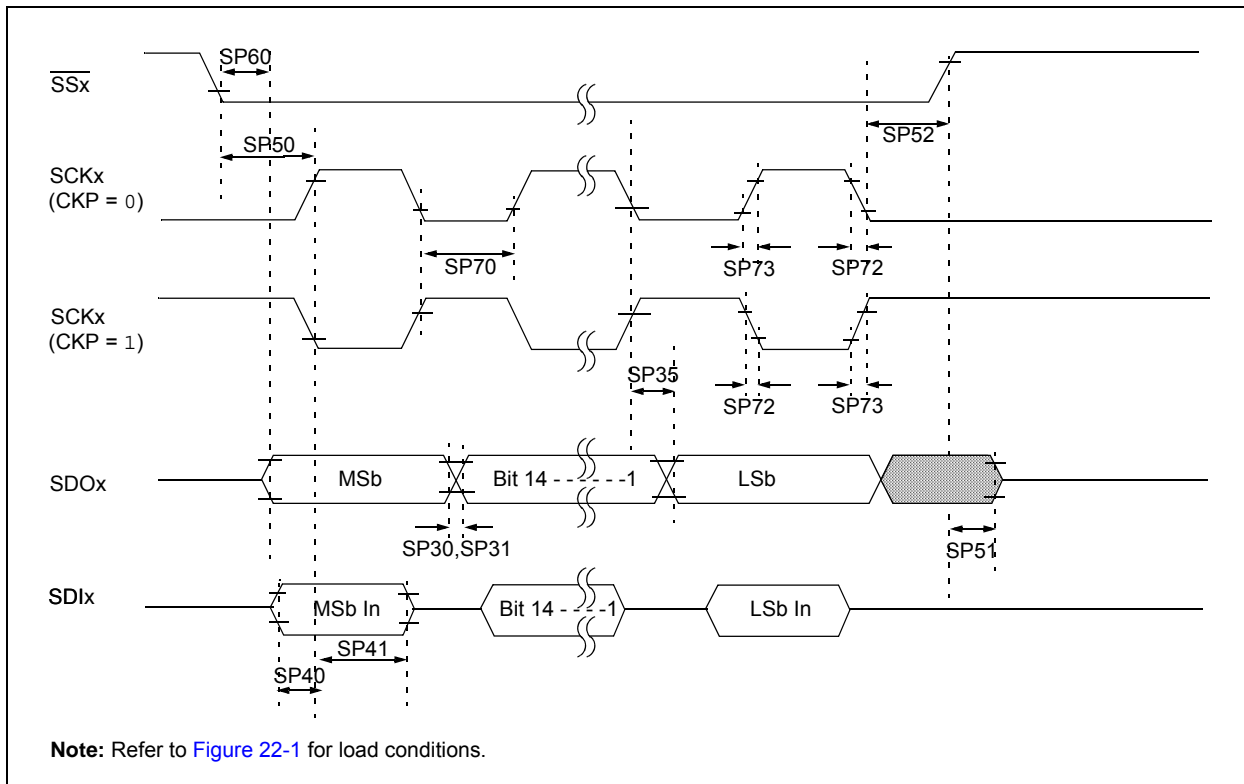 SP60
SSx
SP50
SP52
SCKx
(CKP = 0)
SP70
SP73
SP72
SCKx
(CKP = 1)
SP35
SP72
SP73
SDOx
MSb
Bit 14 - - - - - -1
LSb
SP30,SP31
SP51
SDIx
MSb In
Bit 14 - - - -1
LSb In
SP41
SP40
Note: Refer to Figure 22-1 for load conditions.